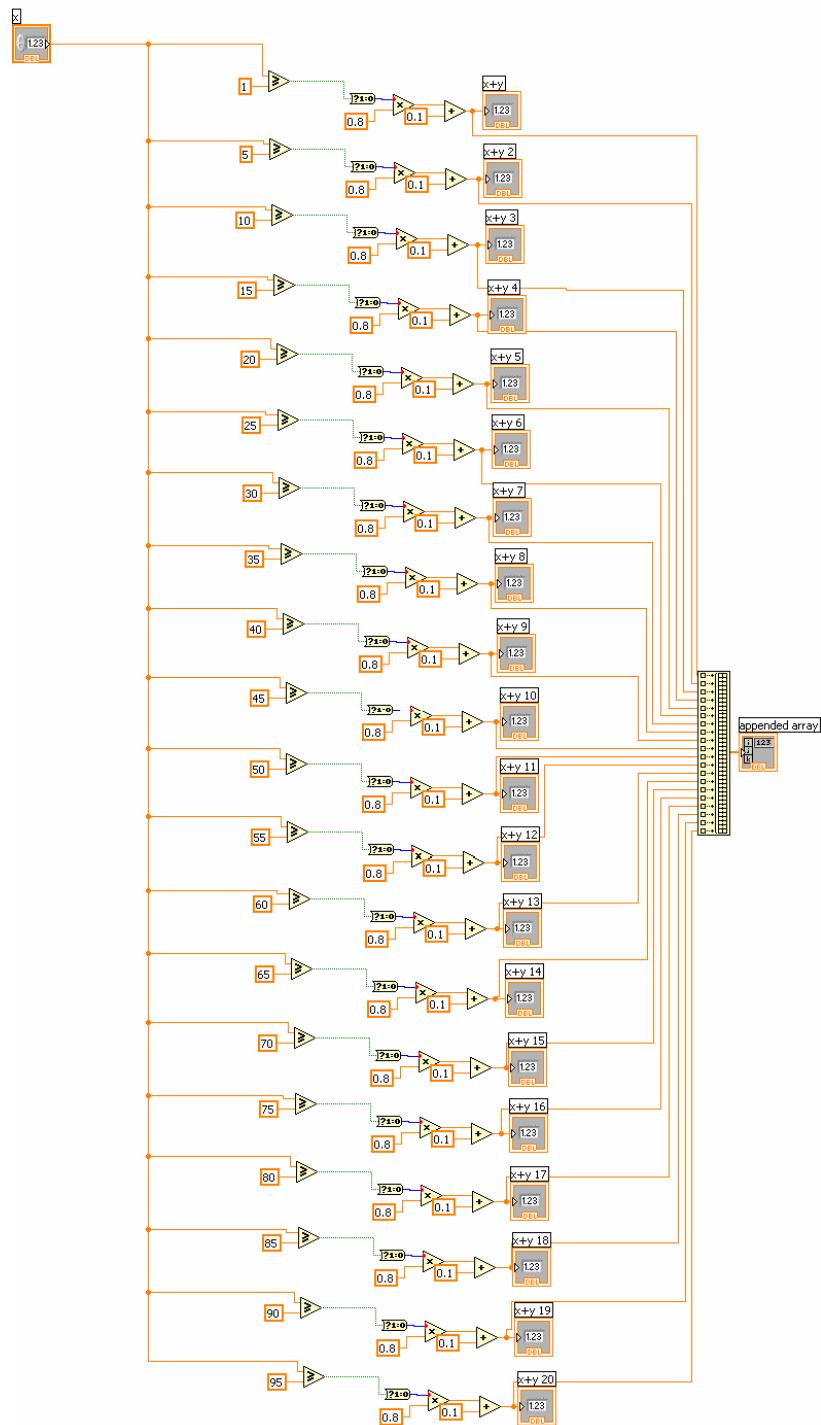 x
1.23
DBL
1
?1:0
0.8
x
0.1
+
x+y
1.23
DBL
5
?1:0
0.8
x
0.1
+
x+y 2
1.23
DBL
10
?1:0
0.8
x
0.1
+
x+y 3
1.23
DBL
15
?1:0
0.8
x
0.1
+
x+y 4
1.23
DBL
20
?1:0
0.8
x
0.1
+
x+y 5
1.23
DBL
25
?1:0
0.8
x
0.1
+
x+y 6
1.23
DBL
30
?1:0
0.8
x
0.1
+
x+y 7
1.23
DBL
35
?1:0
0.8
x
0.1
+
x+y 8
1.23
DBL
40
?1:0
0.8
x
0.1
+
x+y 9
1.23
DBL
45
?1:0
0.8
x
0.1
+
x+y 10
1.23
DBL
appended array
123
DBL
50
?1:0
0.8
x
0.1
+
x+y 11
1.23
DBL
55
?1:0
0.8
x
0.1
+
x+y 12
1.23
DBL
60
?1:0
0.8
x
0.1
+
x+y 13
1.23
DBL
65
?1:0
0.8
x
0.1
+
x+y 14
1.23
DBL
70
?1:0
0.8
x
0.1
+
x+y 15
1.23
DBL
75
?1:0
0.8
x
0.1
+
x+y 16
1.23
DBL
80
?1:0
0.8
x
0.1
+
x+y 17
1.23
DBL
85
?1:0
0.8
x
0.1
+
x+y 18
1.23
DBL
90
?1:0
0.8
x
0.1
+
x+y 19
1.23
DBL
95
?1:0
0.8
x
0.1
+
x+y 20
1.23
DBL